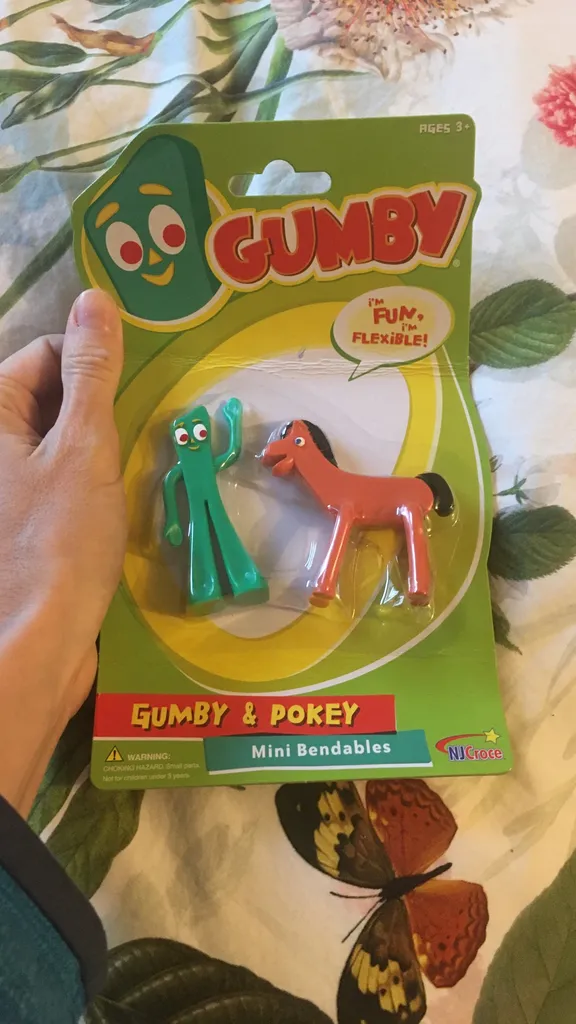 AGES 3+
GUMBY
I'M
FUN,
I'M
FLEXIBLE!
GUMBY & POKEY
Mini Bendables
WARNING:
CHOKING HAZARD. Small parts.
Not for children under 3 years.
NJCroce